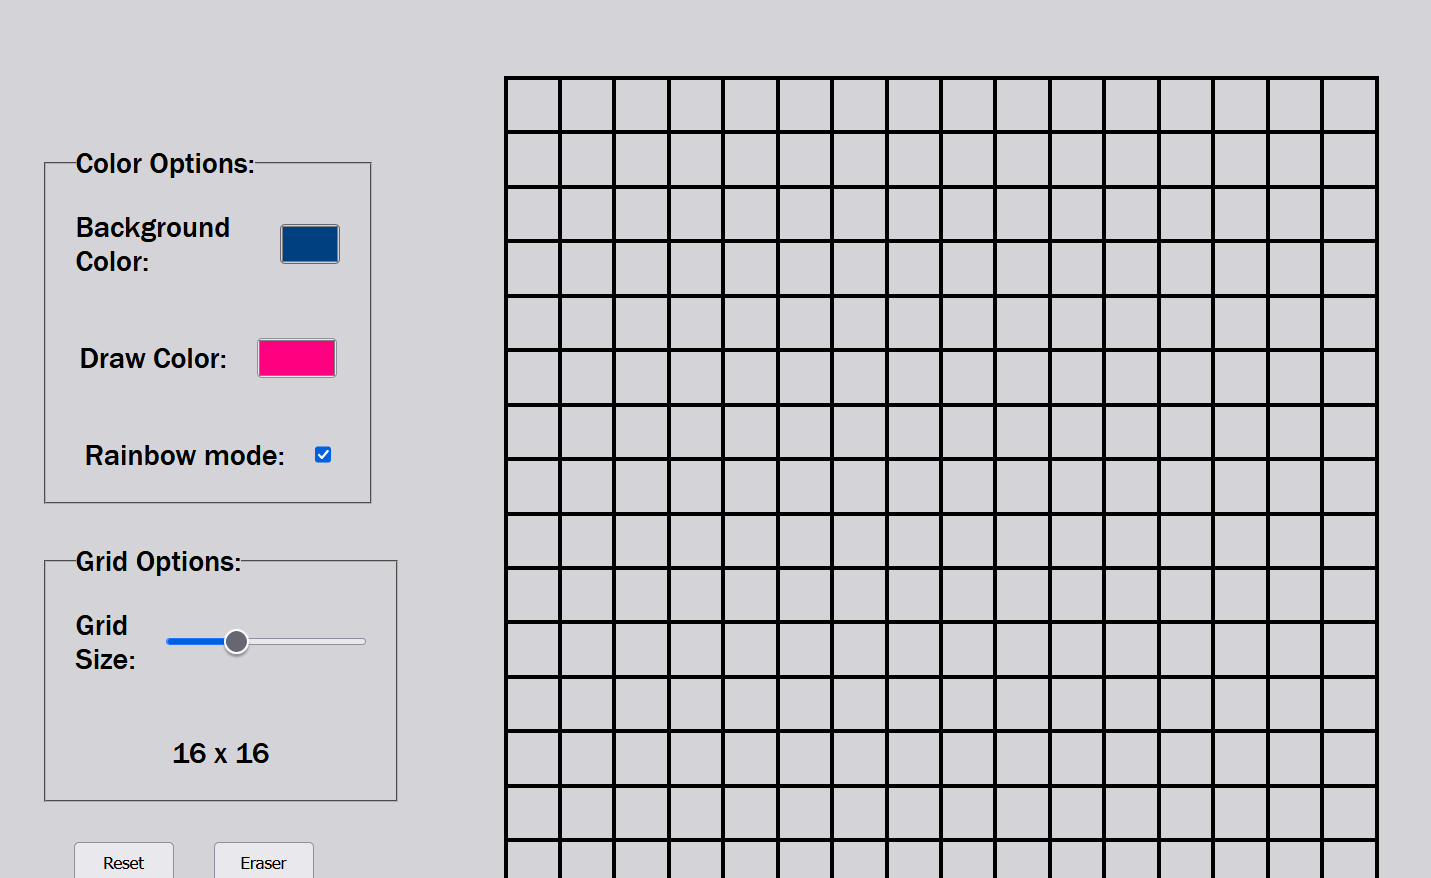 Color Options:
Background
Color:
Draw Color:
Rainbow mode:
Grid Options:
Grid
Size:
16 x 16
Reset
Eraser